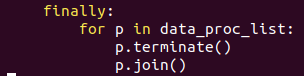 finally:
for p in data_proc_list:
p.terminate()
p.join()